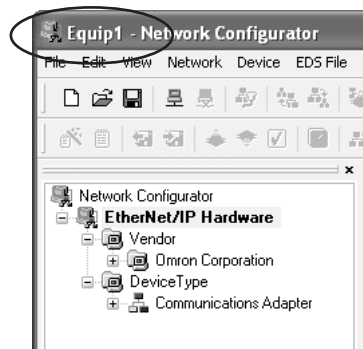 Equip1 - Network Configurator
File Edit View Network Device EDS File
Network Configurator
EtherNet/IP Hardware
Vendor
Omron Corporation
DeviceType
Communications Adapter